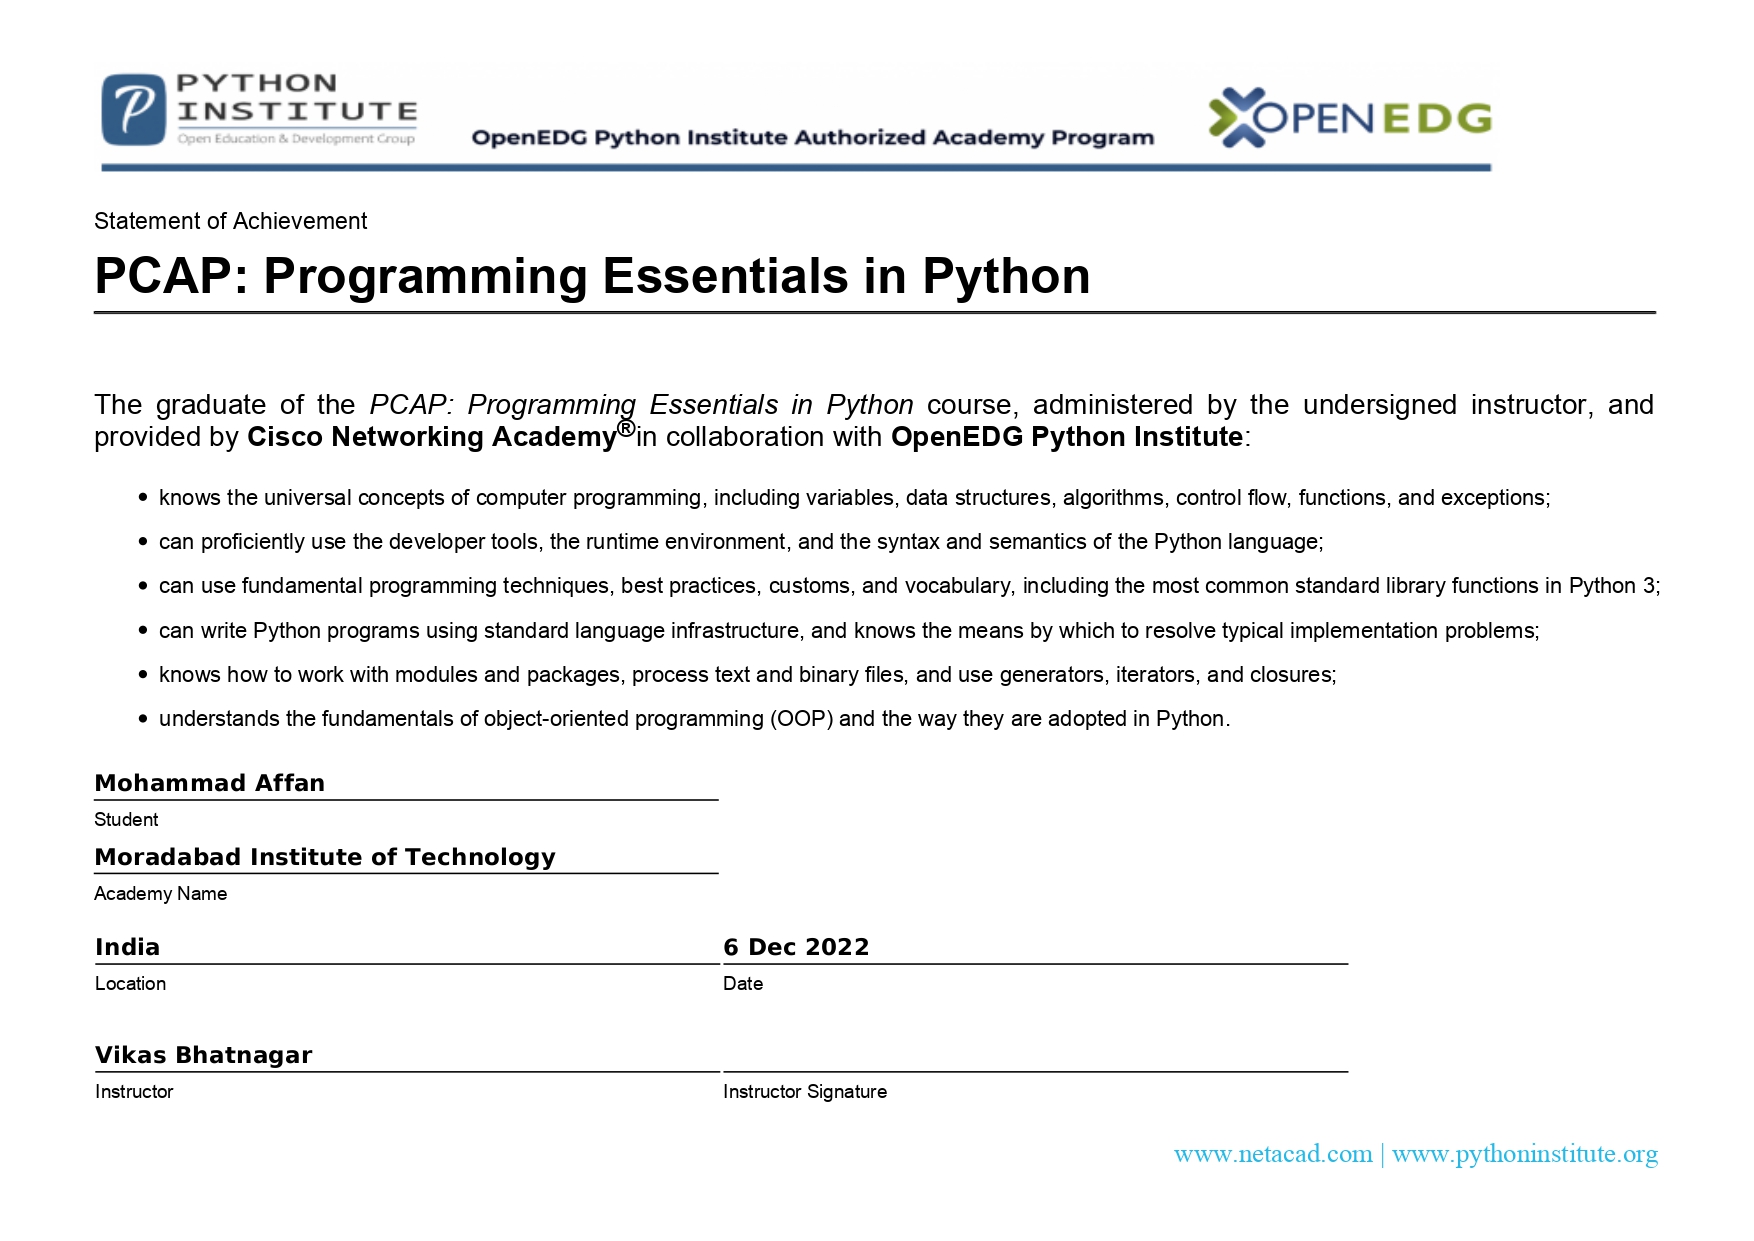 PYTHON
INSTITUTE
Open Education & Development Group
OpenEDG Python Institute Authorized Academy Program
OPENEDG
Statement of Achievement
PCAP: Programming Essentials in Python
The graduate of the PCAP: Programming Essentials in Python course, administered by the undersigned instructor, and
provided by Cisco Networking Academy®in collaboration with OpenEDG Python Institute:
• knows the universal concepts of computer programming, including variables, data structures, algorithms, control flow, functions, and exceptions;
• can proficiently use the developer tools, the runtime environment, and the syntax and semantics of the Python language;
• can use fundamental programming techniques, best practices, customs, and vocabulary, including the most common standard library functions in Python 3;
• can write Python programs using standard language infrastructure, and knows the means by which to resolve typical implementation problems;
• knows how to work with modules and packages, process text and binary files, and use generators, iterators, and closures;
• understands the fundamentals of object-oriented programming (OOP) and the way they are adopted in Python.
Mohammad Affan
Student
Moradabad Institute of Technology
Academy Name
India 6 Dec 2022
Location Date
Vikas Bhatnagar
Instructor Instructor Signature
www.netacad.com | www.pythoninstitute.org